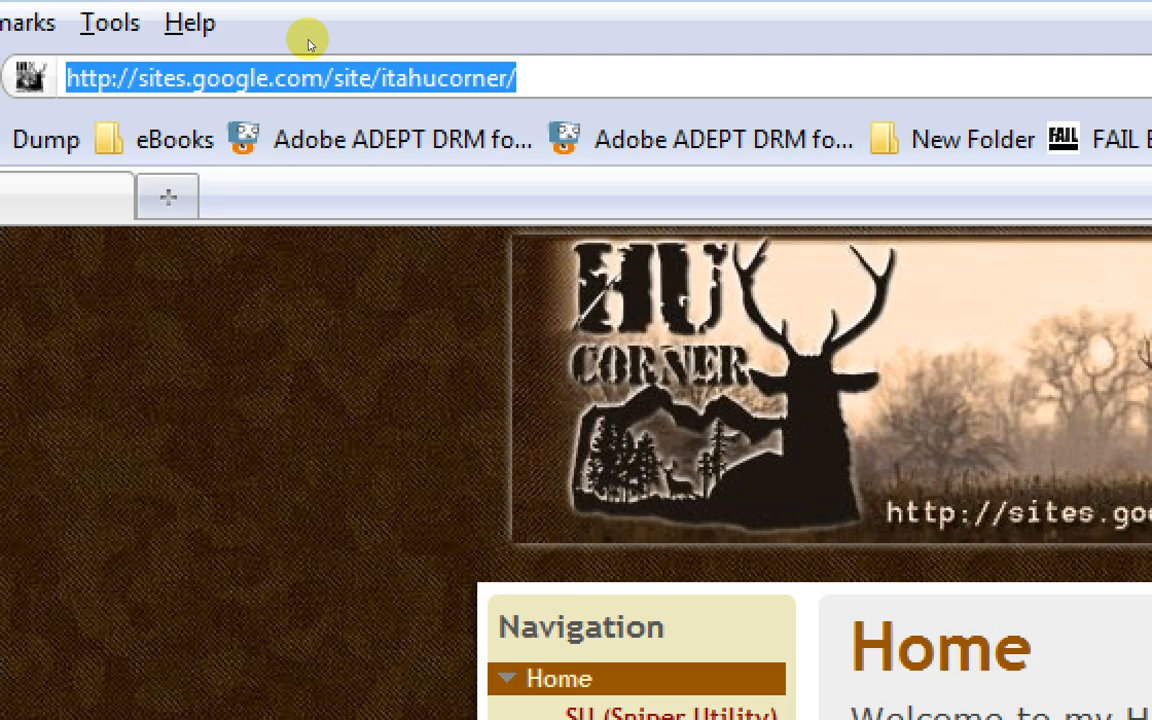 marks Tools Help
http://sites.google.com/site/itahucorner/
Dump eBooks Adobe ADEPT DRM fo... Adobe ADEPT DRM fo... New Folder FAIL FAIL
HU
CORNER
http://sites.goo
Navigation
Home
Home
SU (Sniper Utility)
Welcome to my H